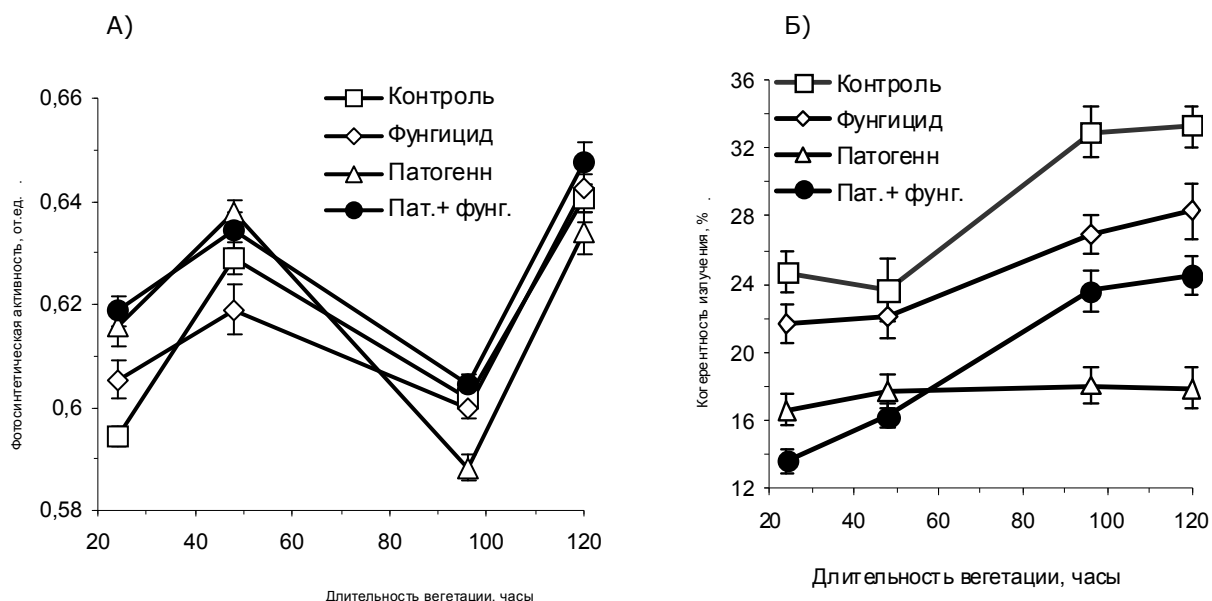 А)
0,66
0,64
0,62
0,6
0,58
Фотосинтетическая активность, от.ед. .
Контроль
Фунгицид
Патогенн
Пат.+ фунг.
20 40 60 80 100 120
Длительность вегетации, часы
Б)
36
32
28
24
20
16
12
Когерентность излучения, % .
Контроль
Фунгицид
Патогенн
Пат.+ фунг.
20 40 60 80 100 120
Длительность вегетации, часы